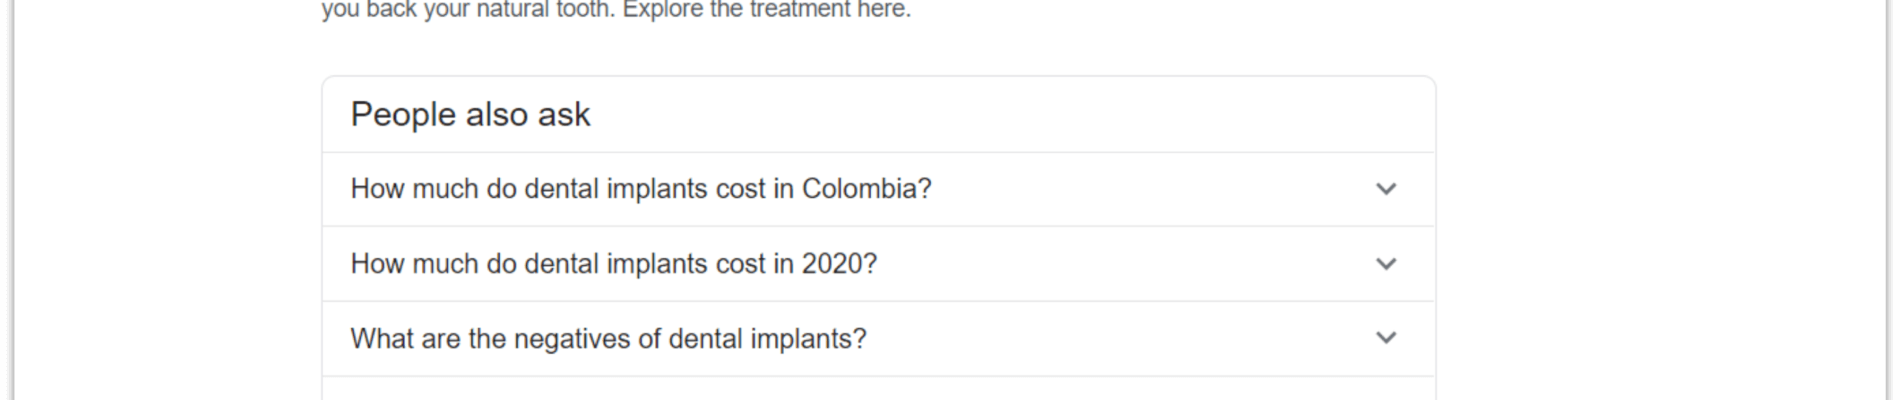 you back your natural tooth. Explore the treatment here.
People also ask
How much do dental implants cost in Colombia?
How much do dental implants cost in 2020?
What are the negatives of dental implants?